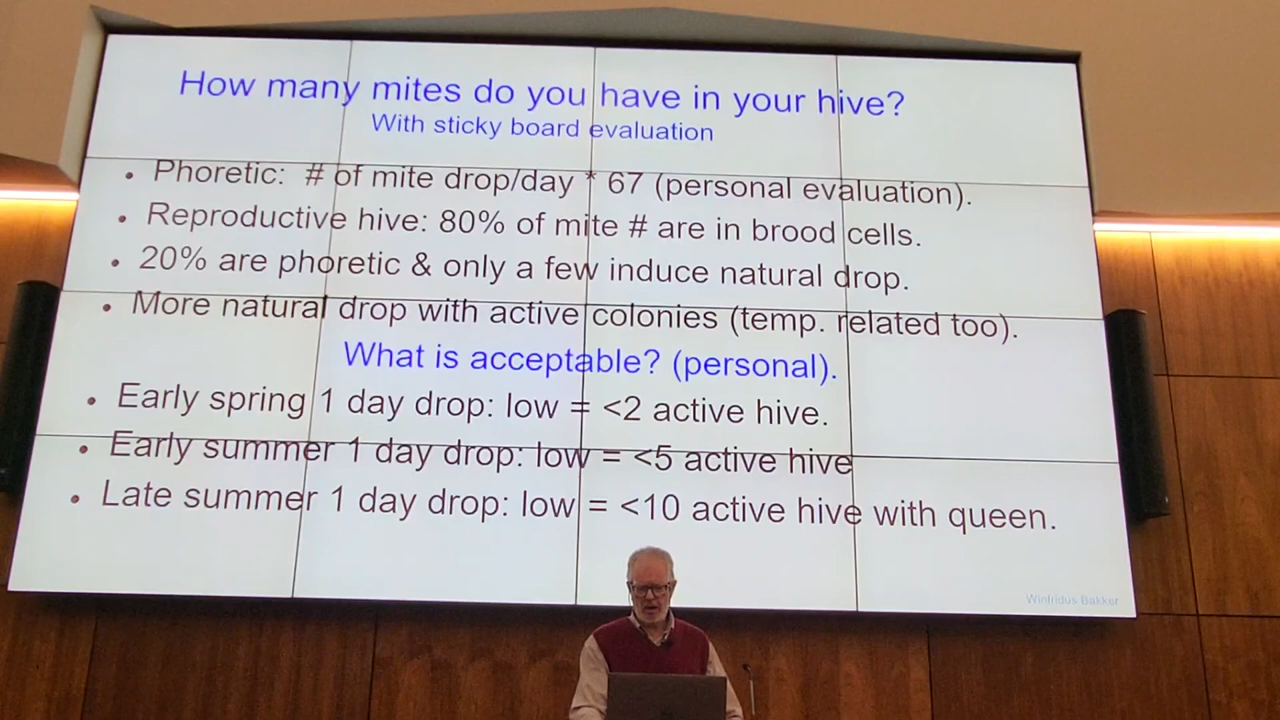 How many mites do you have in your hive?
With sticky board evaluation
• Phoretic: # of mite drop/day * 67 (personal evaluation).
• Reproductive hive: 80% of mite # are in brood cells.
• 20% are phoretic & only a few induce natural drop.
• More natural drop with active colonies (temp. related too).
What is acceptable? (personal).
• Early spring 1 day drop: low = <2 active hive.
• Early summer 1 day drop: low = <5 active hive
• Late summer 1 day drop: low = <10 active hive with queen.
Winfridus Bakker